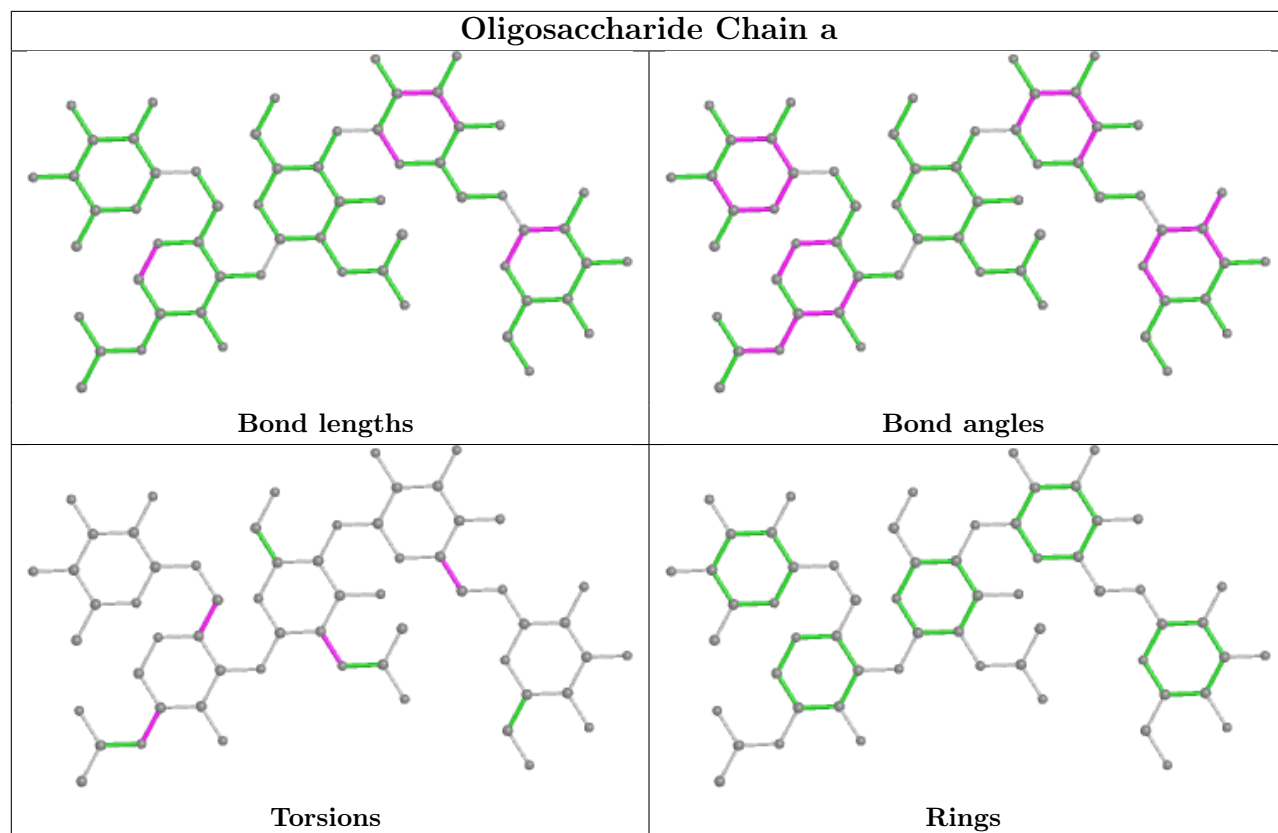 Oligosaccharide Chain a
Bond lengths
Bond angles
Torsions
Rings